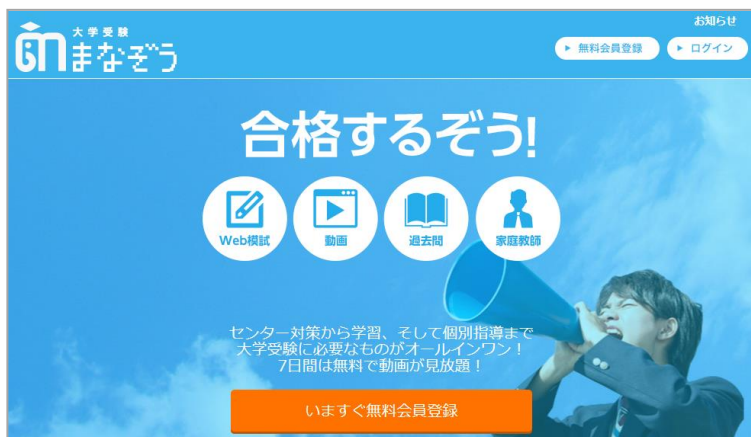 お知らせ
大学受験
まなぞう
無料会員登録
ログイン
合格するぞう!
Web模試
動画
過去問
家庭教師
センター対策から学習、そして個別指導まで
大学受験に必要なものがオールインワン！
7日間は無料で動画が見放題！
いますぐ無料会員登録